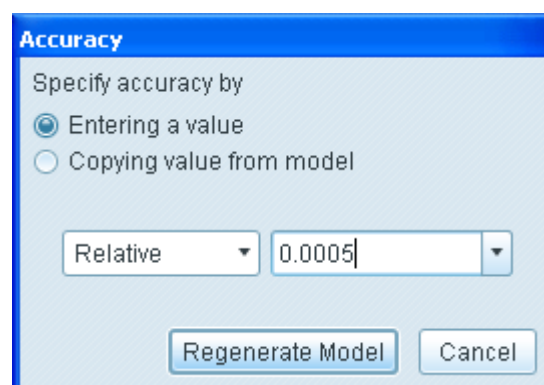 Accuracy
Specify accuracy by
Entering a value
Copying value from model
Relative 0.0005
Regenerate Model Cancel